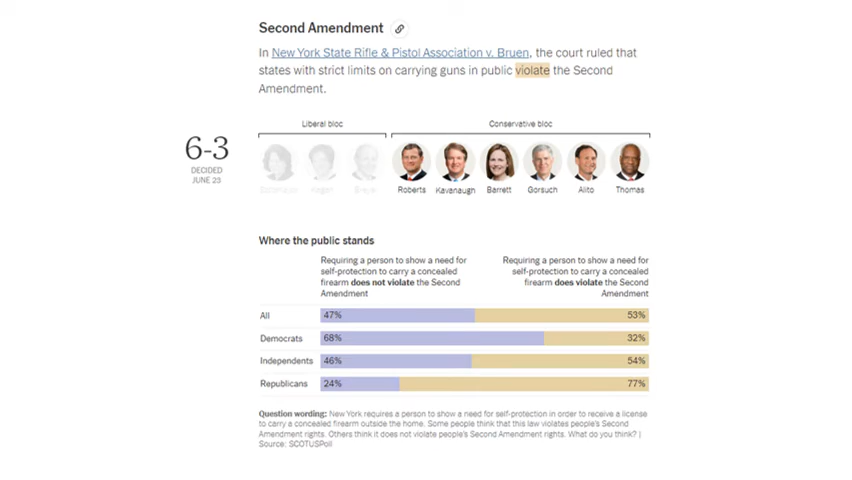 Second Amendment
In New York State Rifle & Pistol Association v. Bruen, the court ruled that
states with strict limits on carrying guns in public violate the Second
Amendment.
Liberal bloc
Conservative bloc
6-3
DECIDED
JUNE 23
Sotomayor Kagan Breyer Roberts Kavanaugh Barrett Gorsuch Alito Thomas
Where the public stands
Requiring a person to show a need for
self-protection to carry a concealed
firearm does not violate the Second
Amendment
Requiring a person to show a need for
self-protection to carry a concealed
firearm does violate the Second
Amendment
All 47% 53%
Democrats 68% 32%
Independents 46% 54%
Republicans 24% 77%
Question wording: New York requires a person to show a need for self-protection in order to receive a license
to carry a concealed firearm outside the home. Some people think that this law violates people's Second
Amendment rights. Others think it does not violate people's Second Amendment rights. What do you think? |
Source: SCOTUSPoll